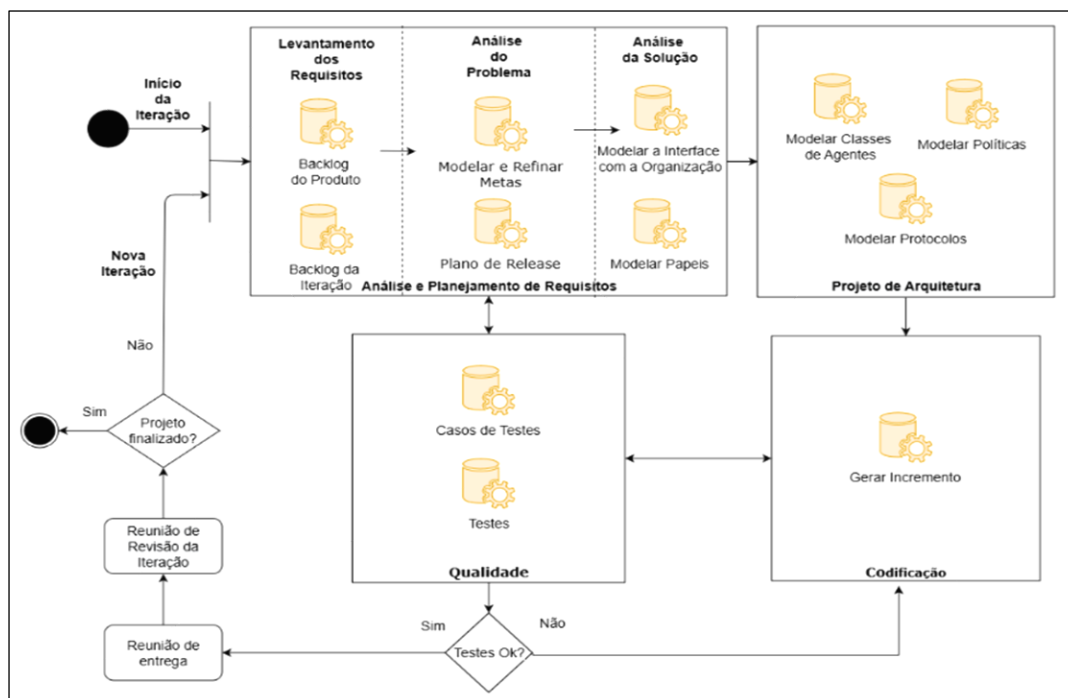 Início
da
Iteração
Levantamento
dos
Requisitos
Backlog
do Produto
Backlog da
Iteração
Análise
do
Problema
Modelar e Refinar
Metas
Plano de Release
Análise
da Solução
Modelar a Interface
com a Organização
Modelar Papeis
Análise e Planejamento de Requisitos
Modelar Classes
de Agentes
Modelar Políticas
Modelar Protocolos
Projeto de Arquitetura
Nova
Iteração
Não
Sim
Projeto
finalizado?
Reunião de
Revisão da
Iteração
Reunião de
entrega
Casos de Testes
Testes
Qualidade
Gerar Incremento
Codificação
Sim
Não
Testes Ok?